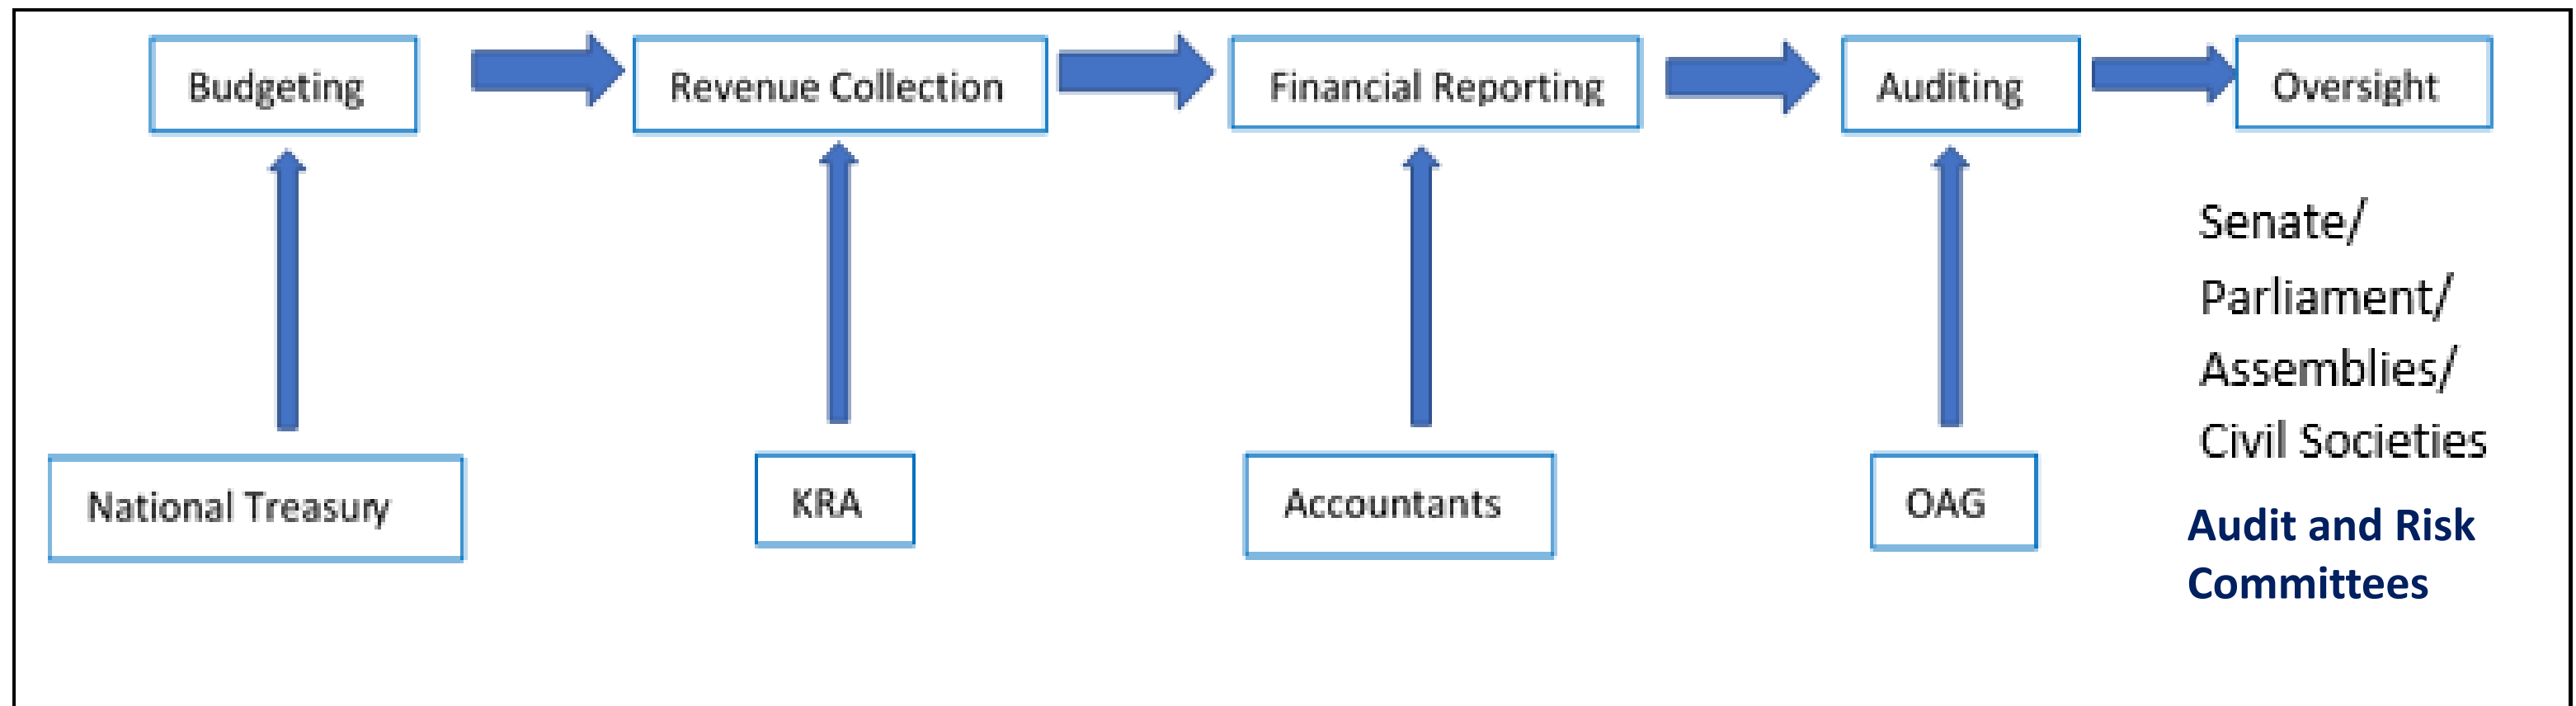 Budgeting
Revenue Collection
Financial Reporting
Auditing
Oversight
National Treasury
KRA
Accountants
OAG
Senate/
Parliament/
Assemblies/
Civil Societies
Audit and Risk
Committees